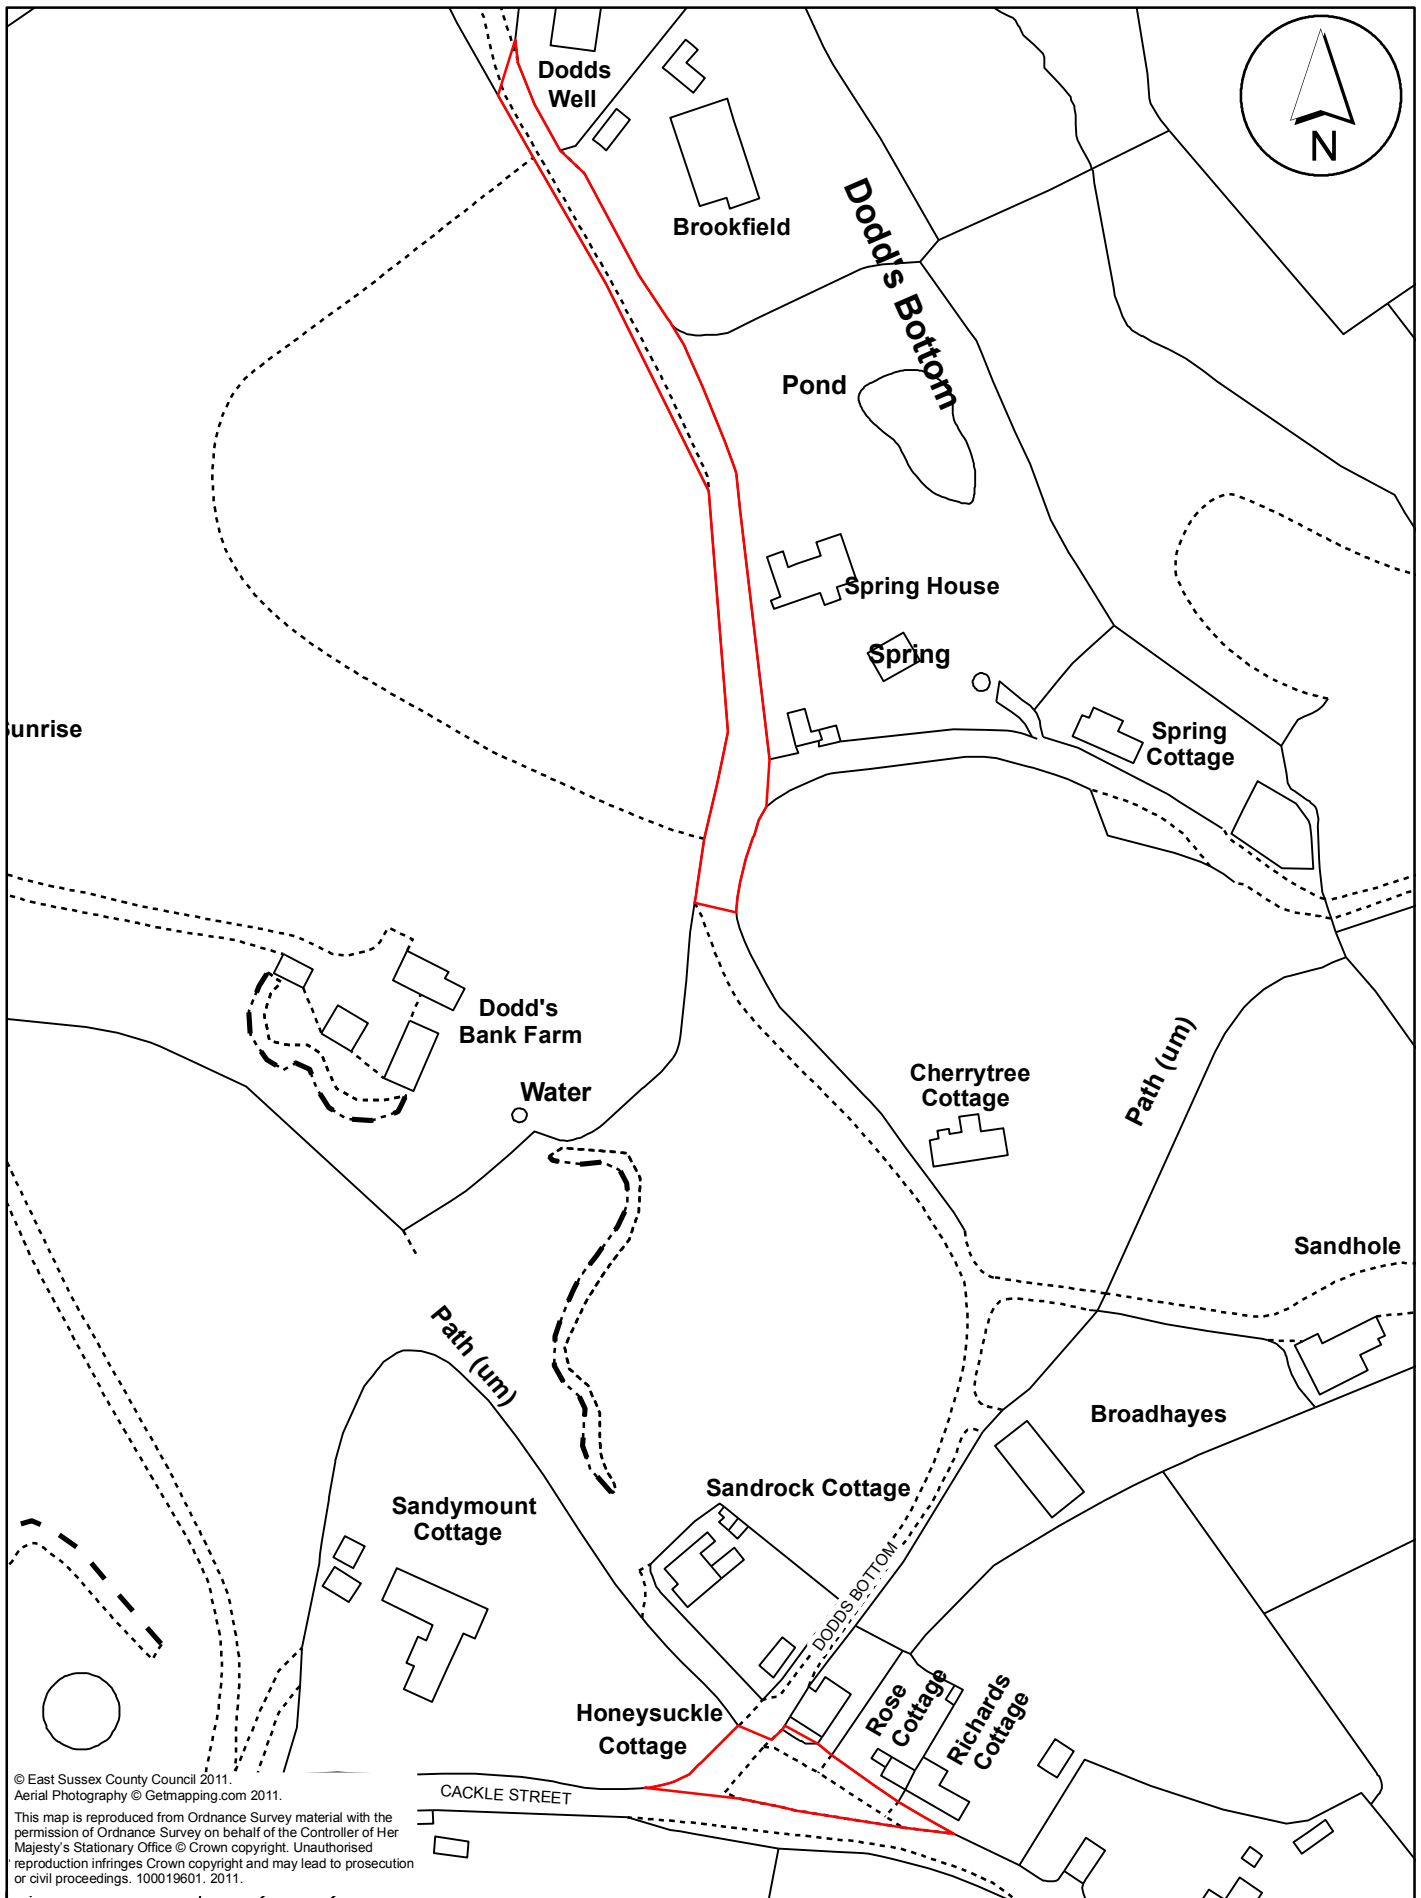 Dodds
Well
N
Brookfield
Dodd's Bottom
Pond
Spring House
Spring
Spring
Cottage
Dodd's
Bank Farm
Water
Cherrytree
Cottage
Path (um)
Sandhole
Path (um)
Broadhayes
Sandrock Cottage
Sandymount
Cottage
DODDS BOTTOM
Rose
Cottage
Richards
Cottage
Honeysuckle
Cottage
CACKLE STREET
© East Sussex County Council 2011.
Aerial Photography © Getmapping.com 2011.
This map is reproduced from Ordnance Survey material with the
permission of Ordnance Survey on behalf of the Controller of Her
Majesty's Stationary Office © Crown copyright. Unauthorised
reproduction infringes Crown copyright and may lead to prosecution
or civil proceedings. 100019601. 2011.